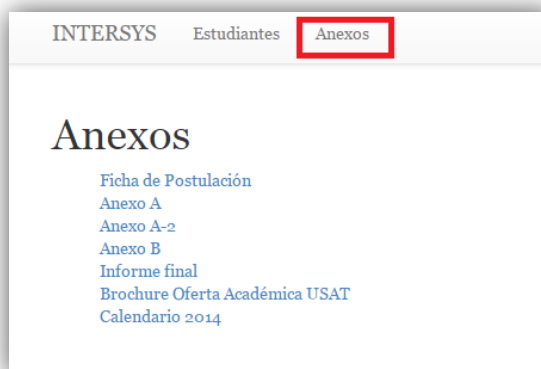 INTERSYS Estudiantes Anexos
Anexos
Ficha de Postulación
Anexo A
Anexo A-2
Anexo B
Informe final
Brochure Oferta Académica USAT
Calendario 2014